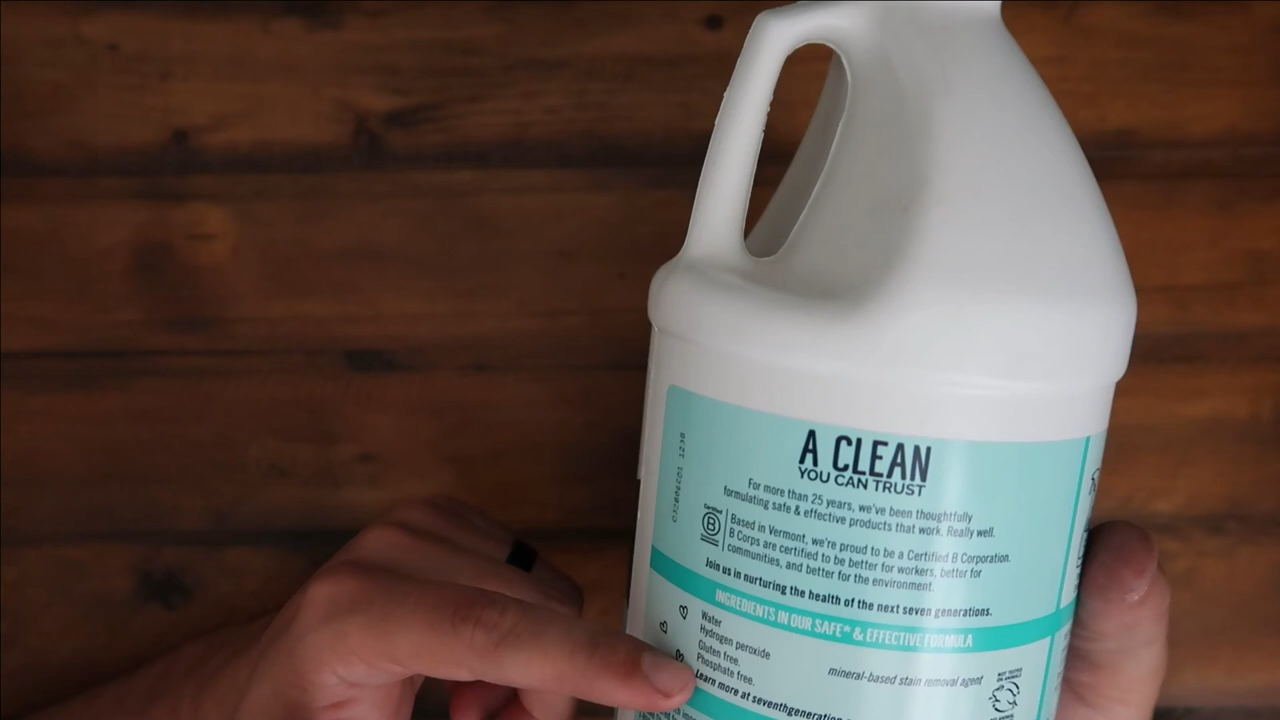 A CLEAN
YOU CAN TRUST
For more than 25 years, we've been thoughtfully
formulating safe & effective products that work. Really well.
Certified
B
Based in Vermont, we're proud to be a Certified B Corporation.
B Corps are certified to be better for workers, better for
communities, and better for the environment.
Join us in nurturing the health of the next seven generations.
INGREDIENTS IN OUR SAFE* & EFFECTIVE FORMULA
Water
Hydrogen peroxide
mineral-based stain removal agent
Gluten free.
Phosphate free.
Learn more at seventhgeneration
NOT TESTED
ON ANIMALS